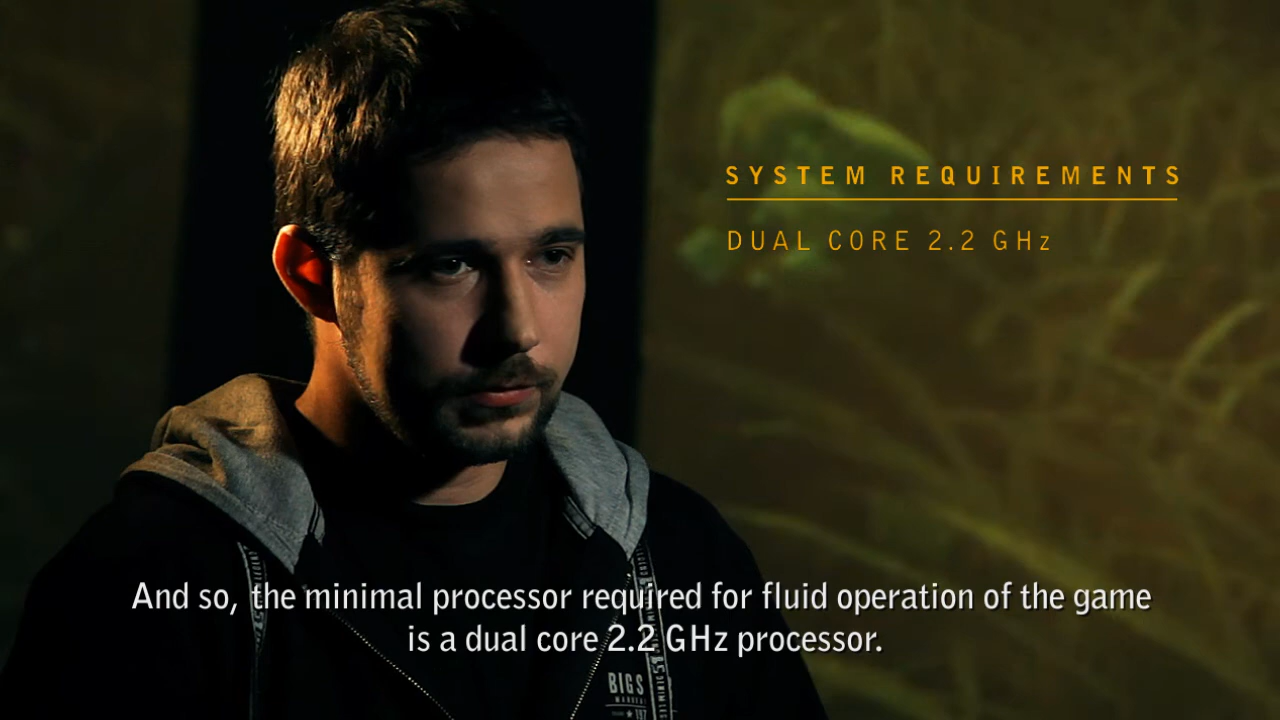 SYSTEM REQUIREMENTS
DUAL CORE 2.2 GHz
And so, the minimal processor required for fluid operation of the game
is a dual core 2.2 GHz processor.
BIGS